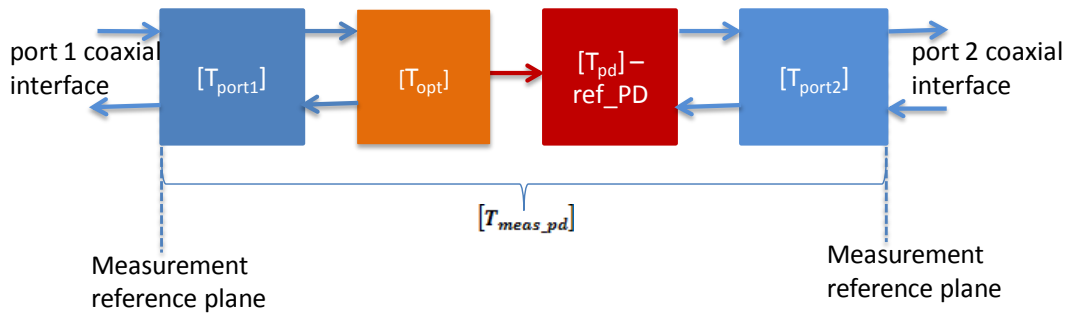 port 1 coaxial
interface
[Tport1]
[Topt]
[Tpd] –
ref_PD
[Tport2]
port 2 coaxial
interface
[Tmeas_pd]
Measurement
reference plane
Measurement
reference plane